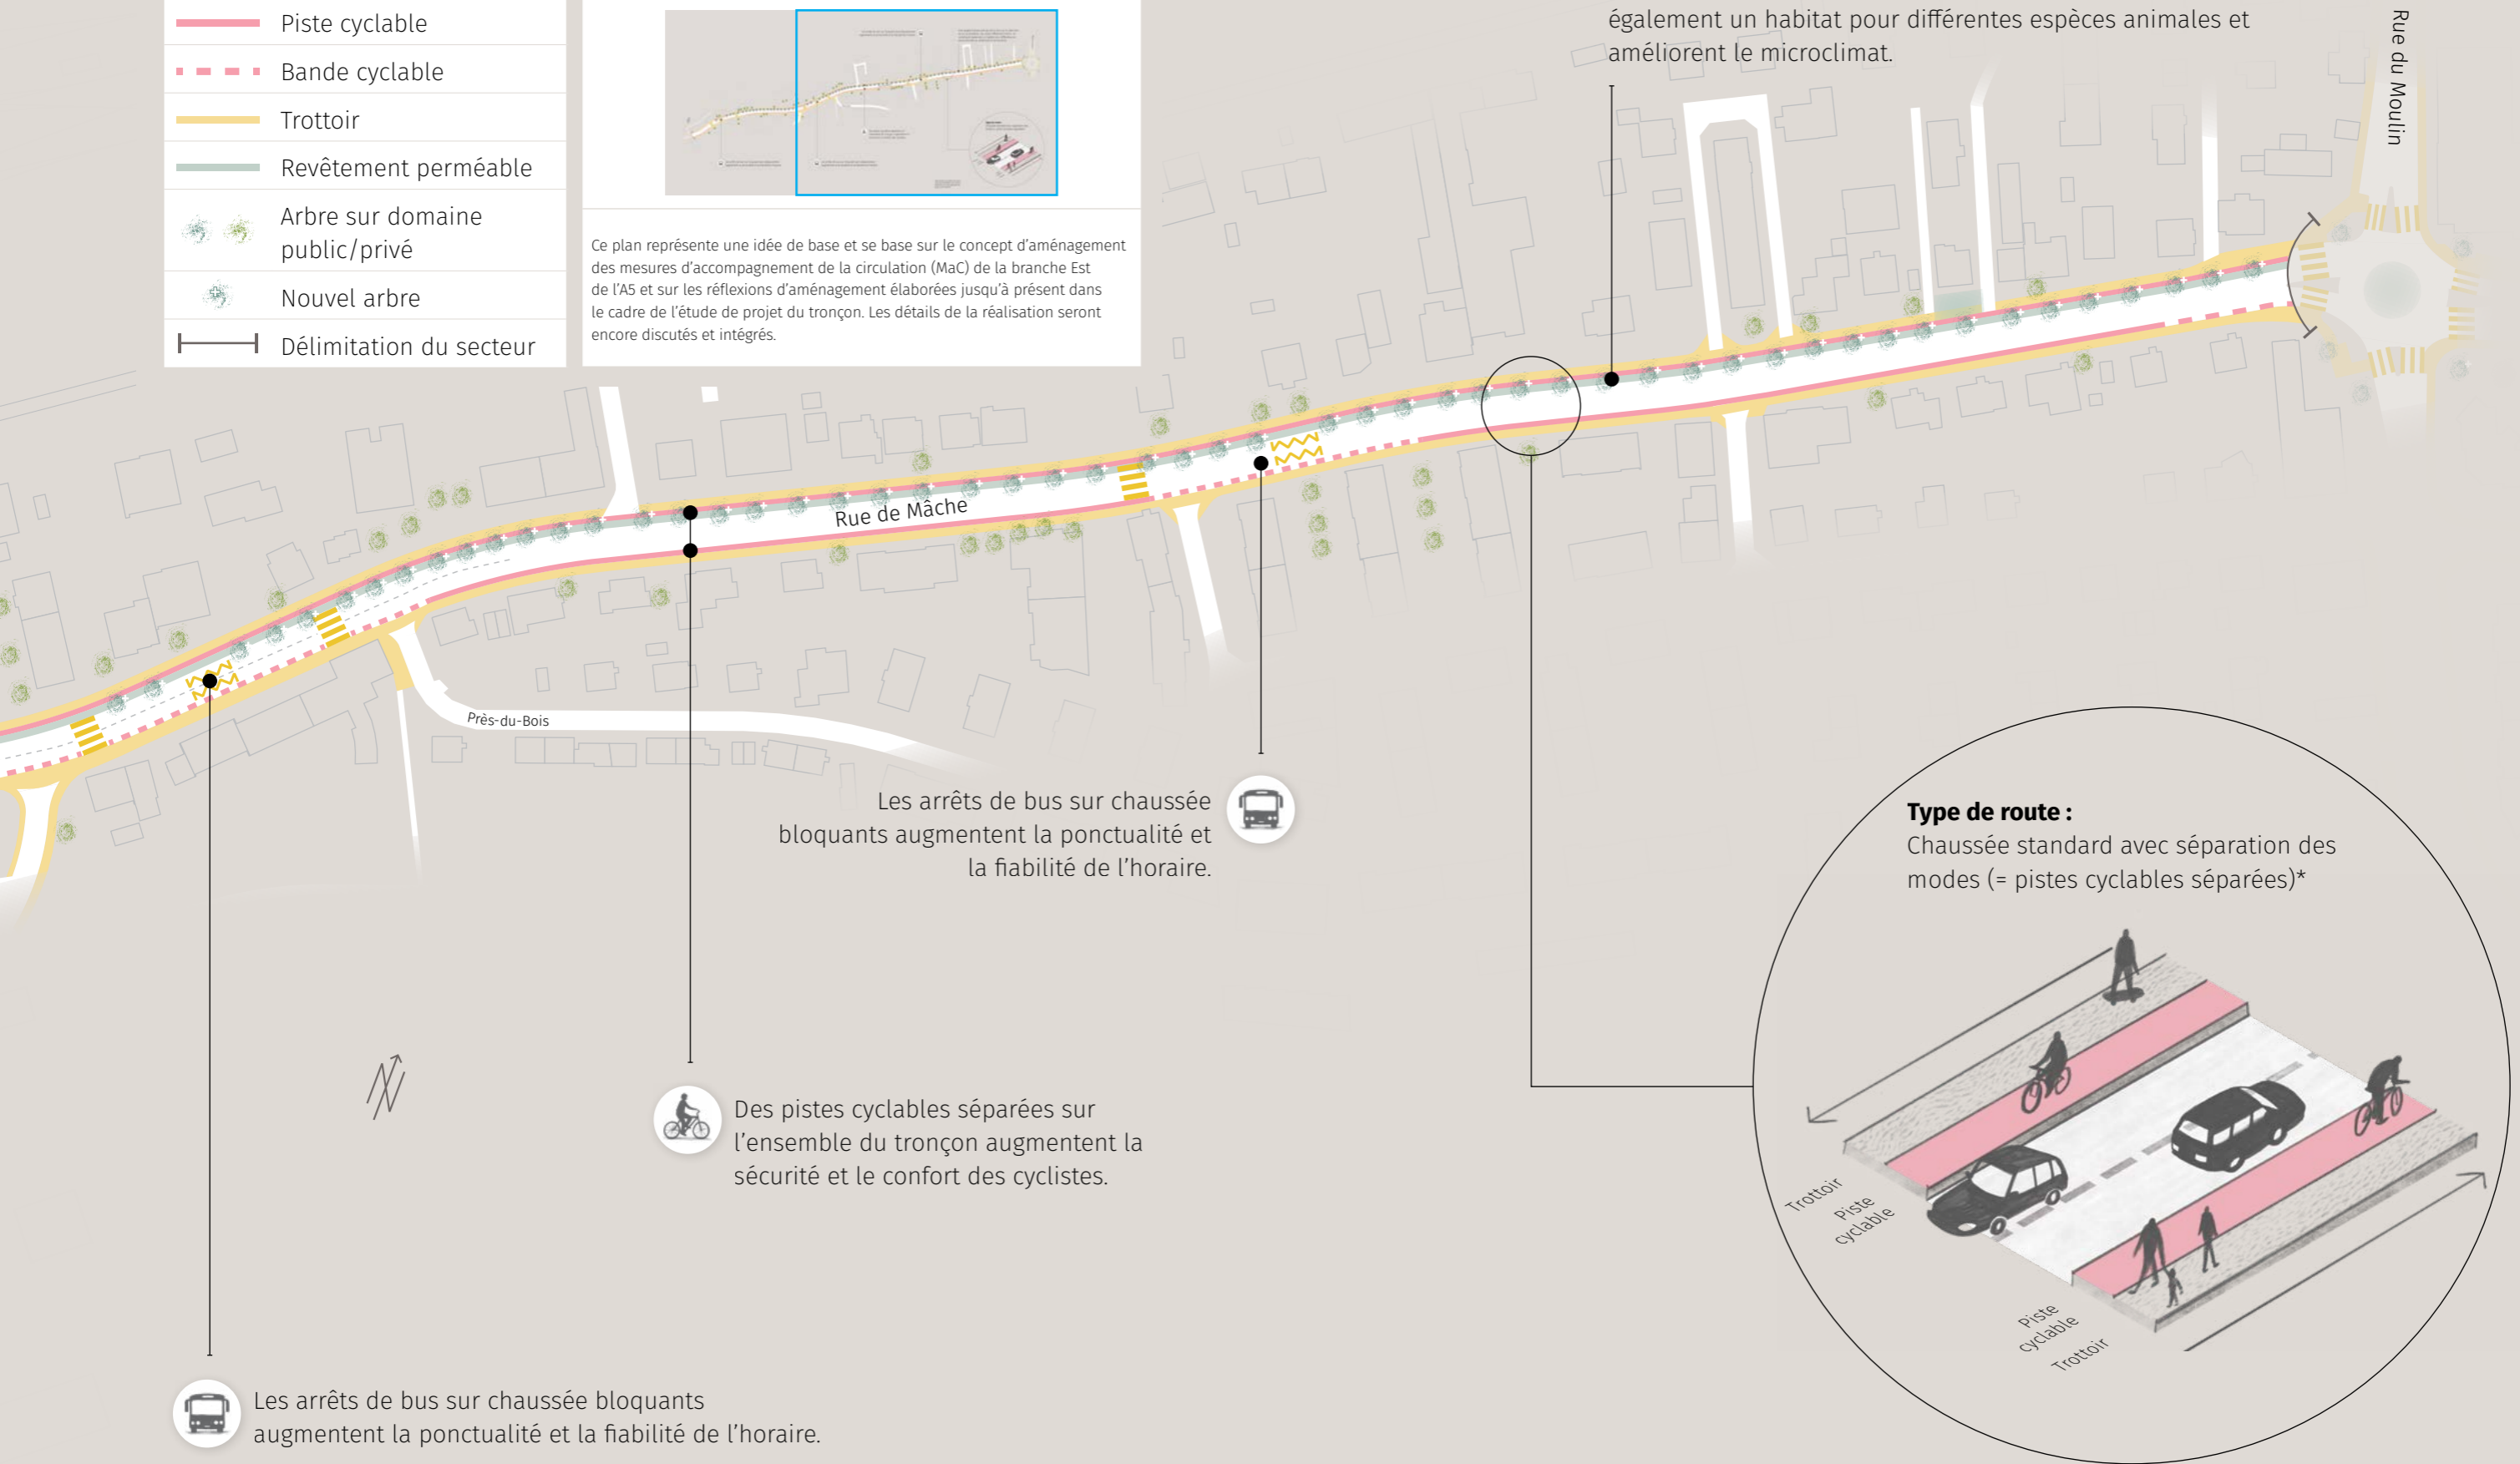 Piste cyclable
Bande cyclable
Trottoir
Revêtement perméable
Arbre sur domaine
public/privé
Nouvel arbre
Délimitation du secteur
Ce plan représente une idée de base et se base sur le concept d'aménagement
des mesures d'accompagnement de la circulation (MaC) de la branche Est
de l'A5 et sur les réflexions d'aménagement élaborées jusqu'à présent dans
le cadre de l'étude de projet du tronçon. Les détails de la réalisation seront
encore discutés et intégrés.
également un habitat pour différentes espèces animales et
améliorent le microclimat.
Rue du Moulin
Rue de Mâche
Près-du-Bois
Les arrêts de bus sur chaussée
bloquants augmentent la ponctualité et
la fiabilité de l'horaire.
Type de route :
Chaussée standard avec séparation des
modes (= pistes cyclables séparées)*
Trottoir
Piste
cyclable
Piste
cyclable
Trottoir
Des pistes cyclables séparées sur
l'ensemble du tronçon augmentent la
sécurité et le confort des cyclistes.
Les arrêts de bus sur chaussée bloquants
augmentent la ponctualité et la fiabilité de l'horaire.